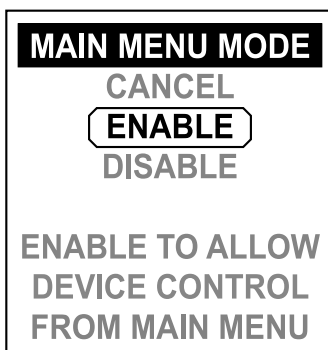 MAIN MENU MODE
CANCEL
ENABLE
DISABLE
ENABLE TO ALLOW
DEVICE CONTROL
FROM MAIN MENU